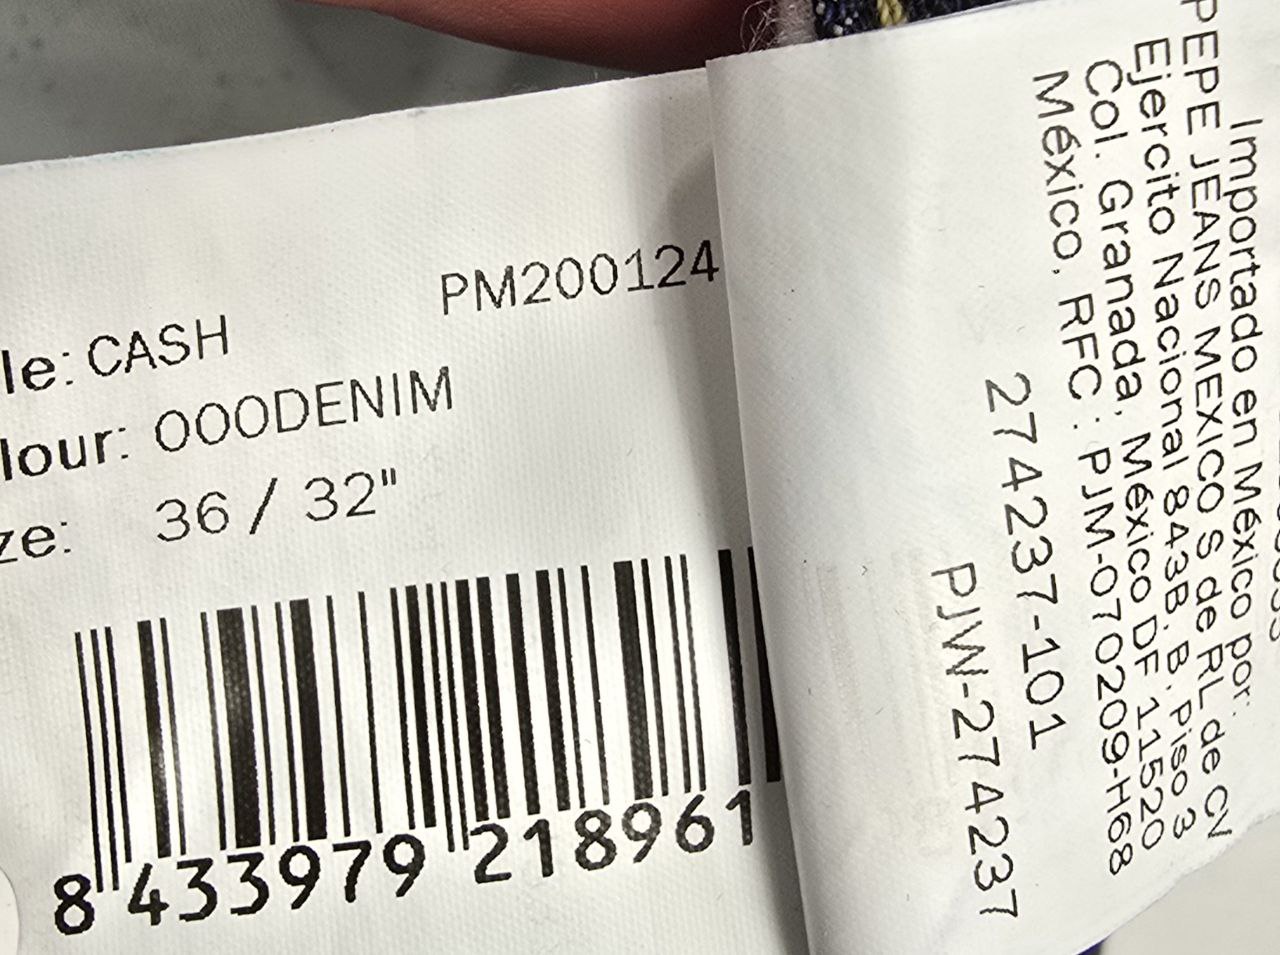 PM200124
le: CASH
lour: 000DENIM
ze: 36 / 32"
8 433979 218961
Importado en México por:
PEPE JEANS MEXICO S de RL de CV
Ejercito Nacional 843B. B. Piso 3
Col. Granada. México DF 11520
México. RFC: PJM-070209-H68
274237-101
PJW-274237